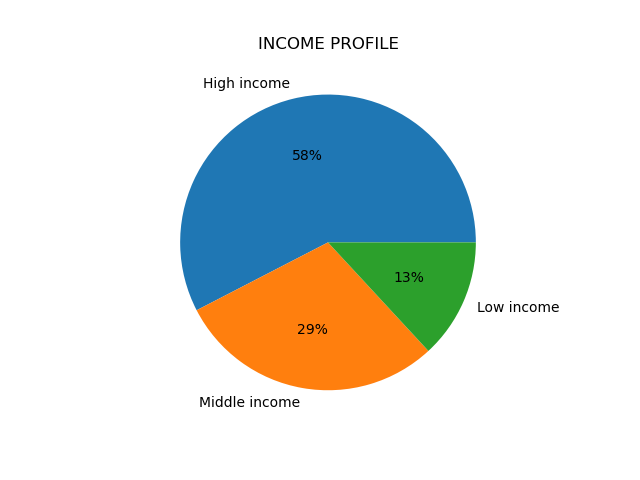 INCOME PROFILE
High income
58%
13%
Low income
29%
Middle income